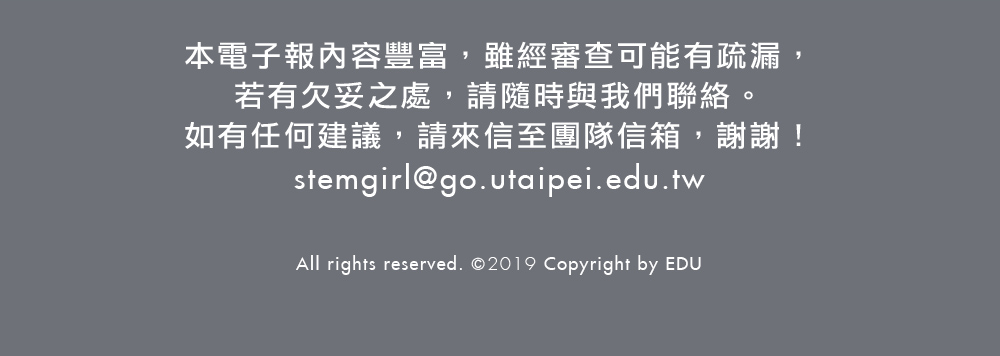 本電子報內容豐富，雖經審查可能有疏漏，
若有欠妥之處，請隨時與我們聯絡。
如有任何建議，請來信至團隊信箱，謝謝！
stemgirl@go.utaipei.edu.tw
All rights reserved. ©2019 Copyright by EDU